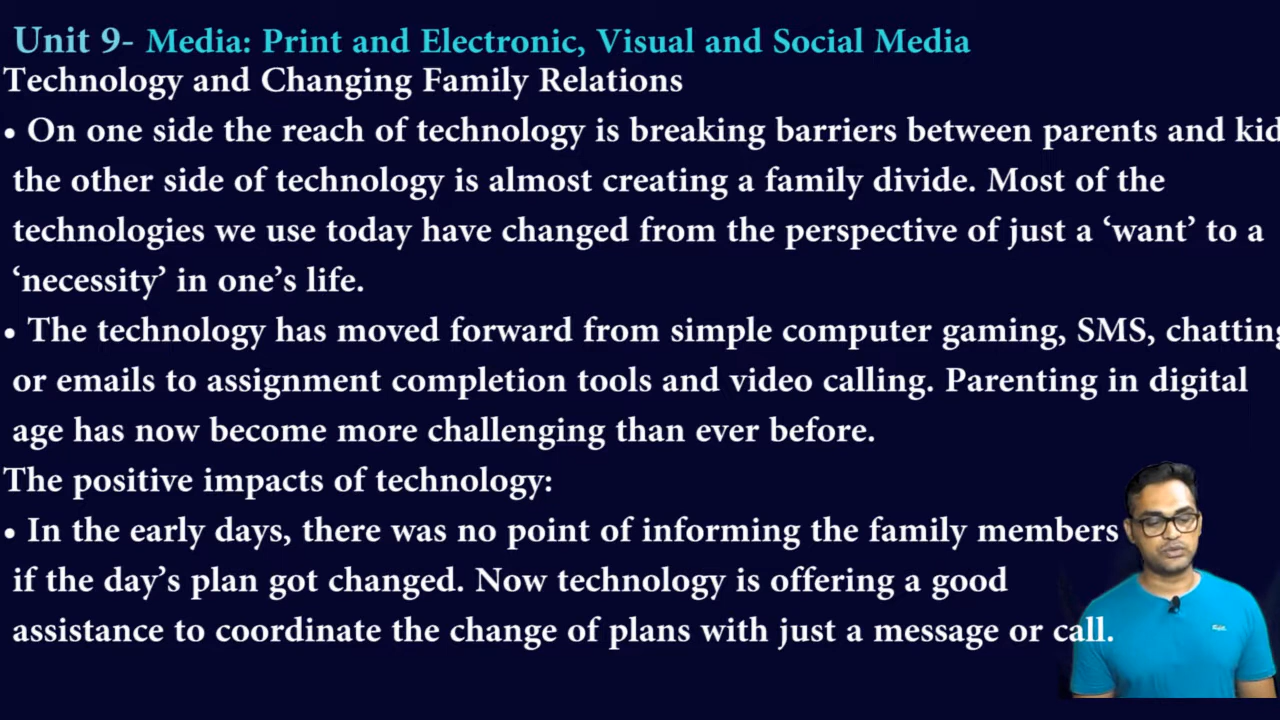 Unit 9- Media: Print and Electronic, Visual and Social Media
Technology and Changing Family Relations
• On one side the reach of technology is breaking barriers between parents and kid
the other side of technology is almost creating a family divide. Most of the
technologies we use today have changed from the perspective of just a ‘want’ to a
‘necessity’ in one’s life.
• The technology has moved forward from simple computer gaming, SMS, chatting
or emails to assignment completion tools and video calling. Parenting in digital
age has now become more challenging than ever before.
The positive impacts of technology:
• In the early days, there was no point of informing the family members
if the day’s plan got changed. Now technology is offering a good
assistance to coordinate the change of plans with just a message or call.